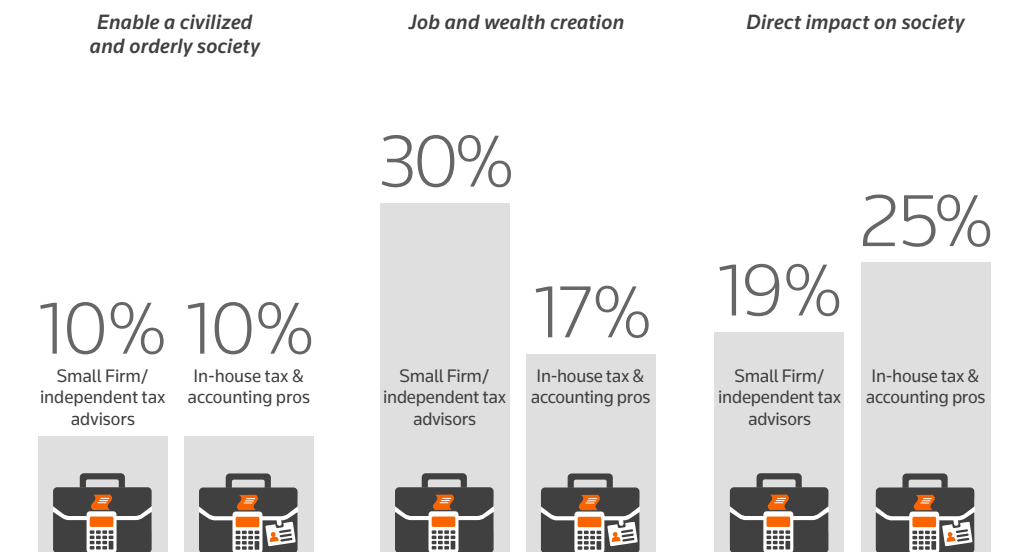 Enable a civilized
and orderly society
10%
Small Firm/
independent tax
advisors
10%
In-house tax &
accounting pros
Job and wealth creation
30%
Small Firm/
independent tax
advisors
17%
In-house tax &
accounting pros
Direct impact on society
19%
Small Firm/
independent tax
advisors
25%
In-house tax &
accounting pros